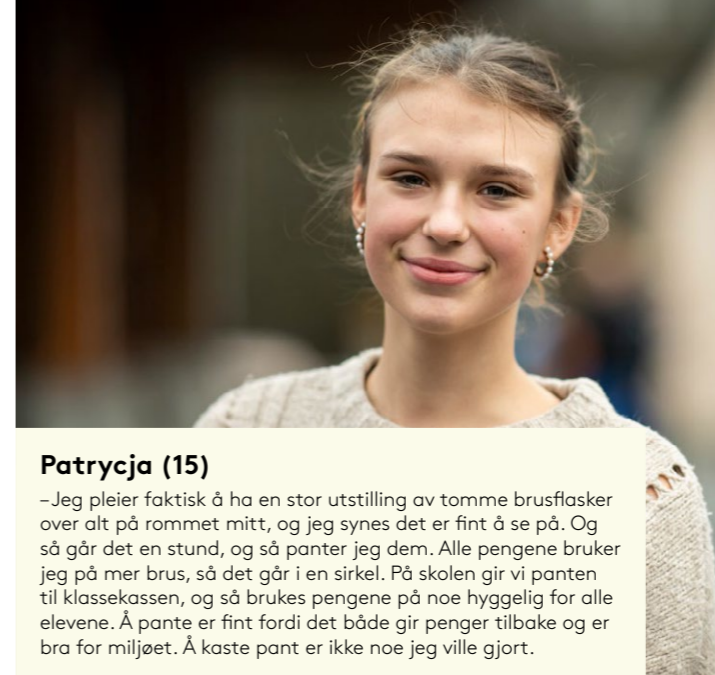 Patrycja (15)
–Jeg pleier faktisk å ha en stor utstilling av tomme brusflasker
over alt på rommet mitt, og jeg synes det er fint å se på. Og
så går det en stund, og så panter jeg dem. Alle pengene bruker
jeg på mer brus, så det går i en sirkel. På skolen gir vi panten
til klassekassen, og så brukes pengene på noe hyggelig for alle
elevene. Å pante er fint fordi det både gir penger tilbake og er
bra for miljøet. Å kaste pant er ikke noe jeg ville gjort.